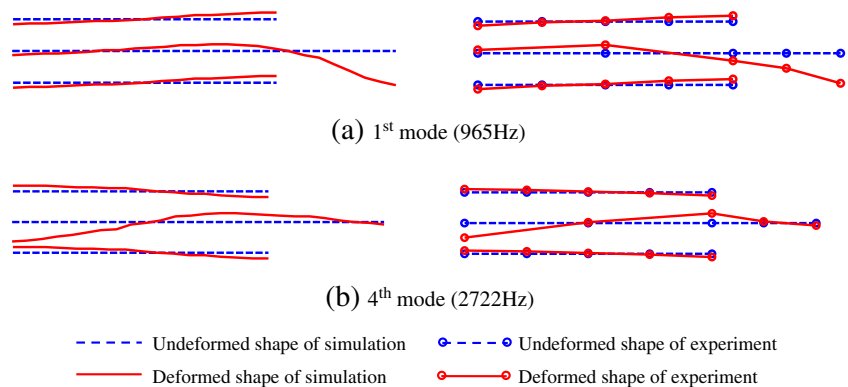 (a) 1st mode (965Hz)
(b) 4th mode (2722Hz)
Undeformed shape of simulation
Undeformed shape of experiment
Deformed shape of simulation
Deformed shape of experiment